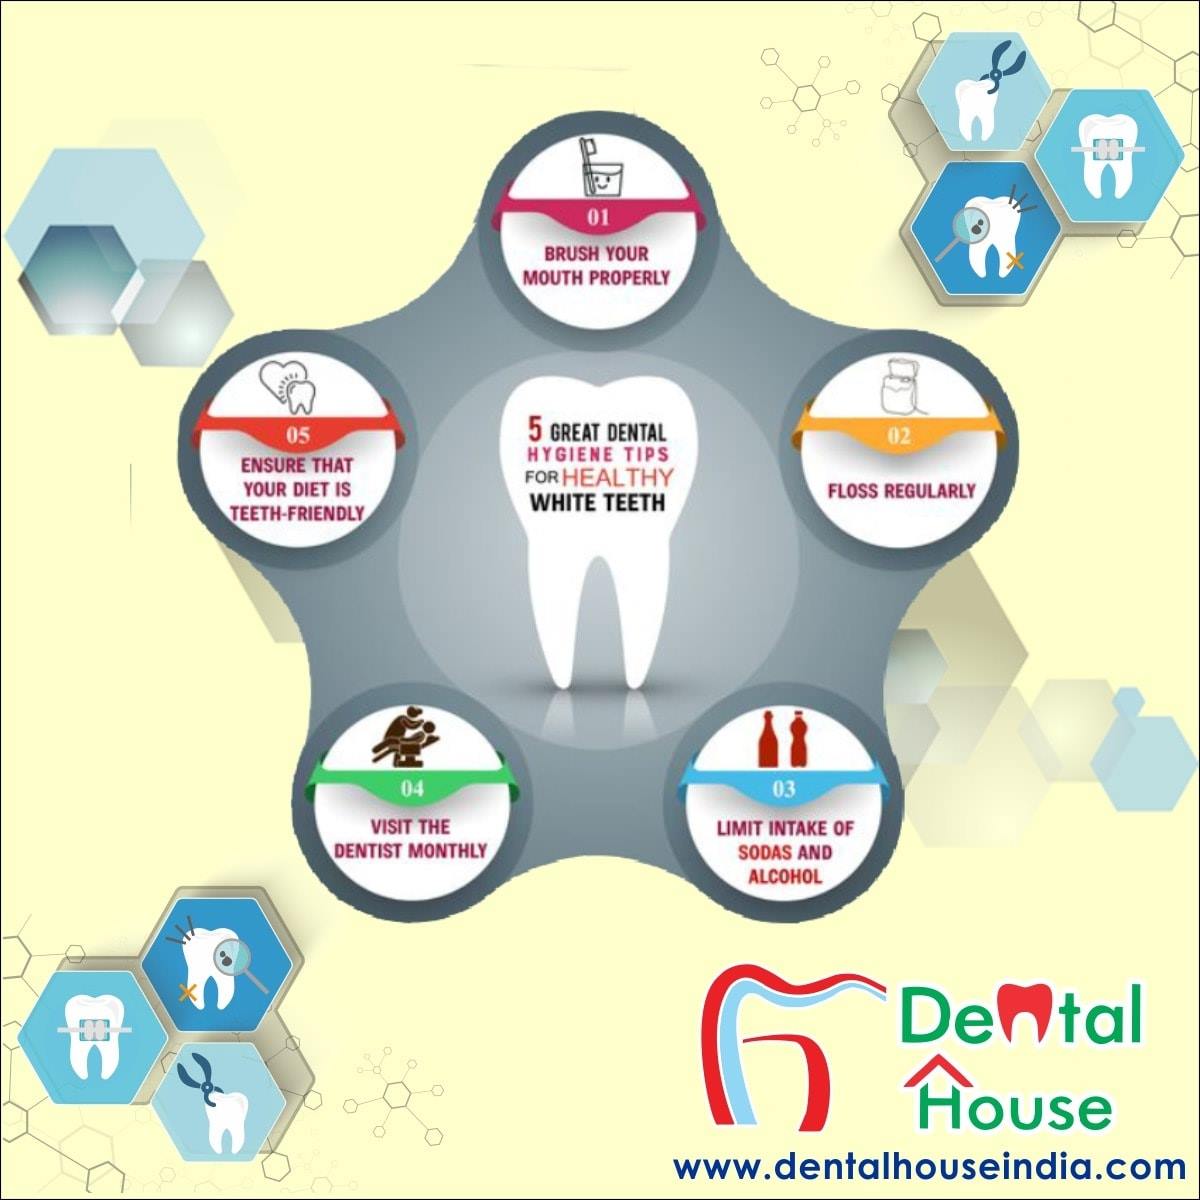 01
BRUSH YOUR
MOUTH PROPERLY
05
ENSURE THAT
YOUR DIET IS
TEETH-FRIENDLY
5 GREAT DENTAL
HYGIENE TIPS
FOR HEALTHY
WHITE TEETH
02
FLOSS REGULARLY
04
VISIT THE
DENTIST MONTHLY
03
LIMIT INTAKE OF
SODAS AND
ALCOHOL
Dental
House
www.dentalhouseindia.com